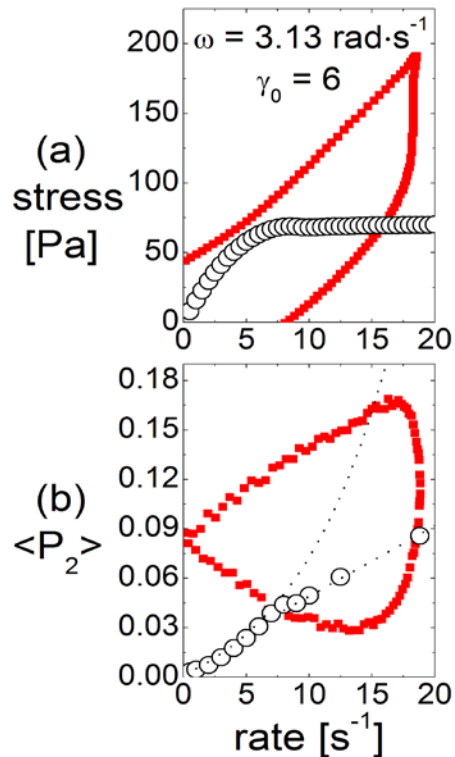 ω = 3.13 rad·s⁻¹
γ₀ = 6
(a)
stress
[Pa]
200
150
100
50
0
0 5 10 15 20
(b)
<P₂>
0.18
0.15
0.12
0.09
0.06
0.03
0.00
0 5 10 15 20
rate [s⁻¹]